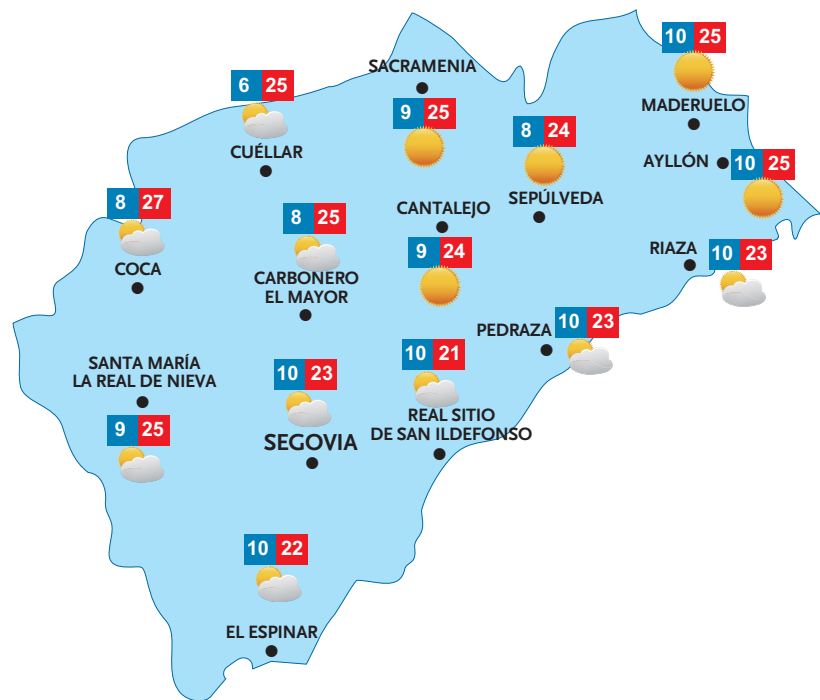 10 25
MADERUELO
SACRAMENIA
9 25
6 25
CUÉLLAR
8 24
SEPÚLVEDA
AYLLÓN
10 25
8 27
COCA
8 25
CARBONERO
EL MAYOR
CANTALEJO
9 24
RIAZA
10 23
PEDRAZA
10 23
SANTA MARÍA
LA REAL DE NIEVA
9 25
10 23
SEGOVIA
10 21
REAL SITIO
DE SAN ILDEFONSO
10 22
EL ESPINAR